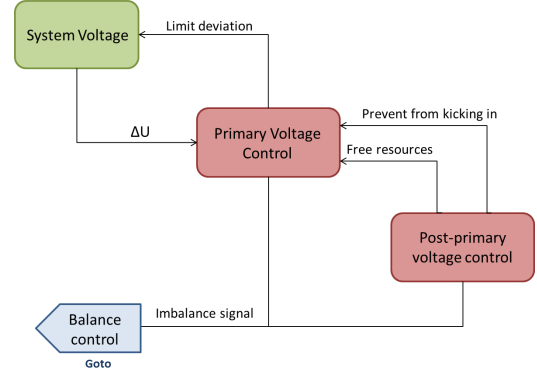 Limit deviation
System Voltage
Prevent from kicking in
ΔU
Primary Voltage
Control
Free resources
Post-primary
voltage control
Imbalance signal
Balance
control
Goto